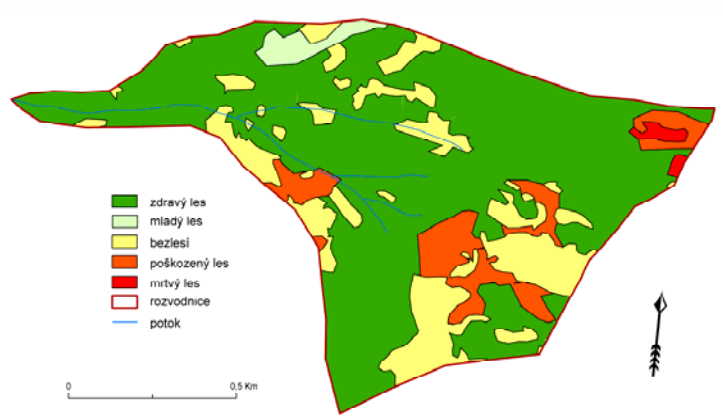 zdravý les
mladý les
bezlesí
poškozený les
mrtvý les
rozvodnice
potok
0
0,5 Km